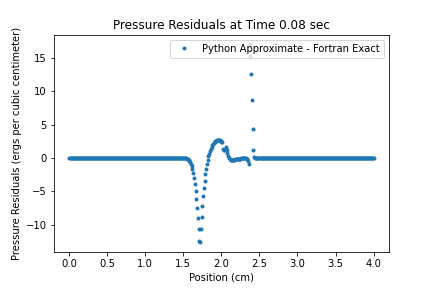 Pressure Residuals at Time 0.08 sec
Python Approximate - Fortran Exact
Pressure Residuals (ergs per cubic centimeter)
15
10
5
0
−5
−10
0.0 0.5 1.0 1.5 2.0 2.5 3.0 3.5 4.0
Position (cm)